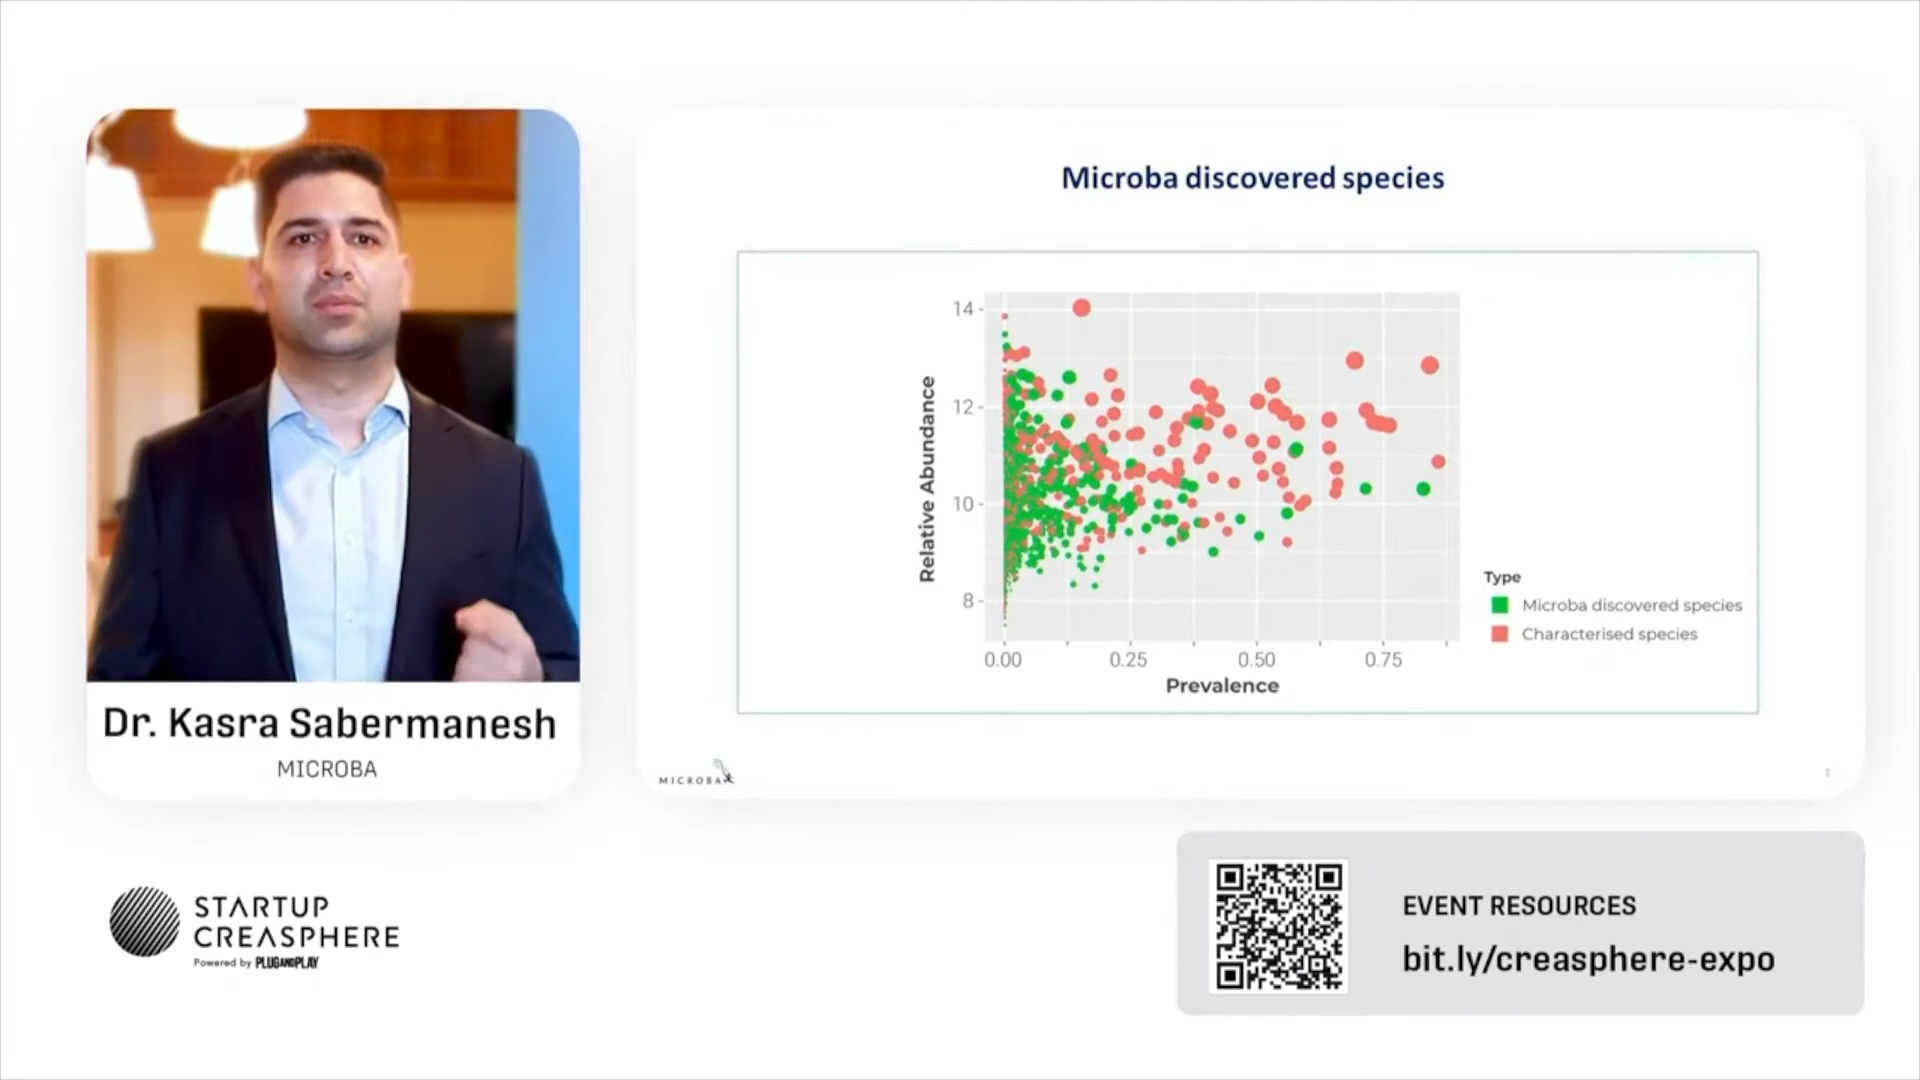 Dr. Kasra Sabermanesh
MICROBA
Microba discovered species
14
12
10
8
Relative Abundance
0.00
0.25
0.50
0.75
Prevalence
Type
Microba discovered species
Characterised species
MICROBA
STARTUP
CREASPHERE
Powered by PLUGANDPLAY
EVENT RESOURCES
bit.ly/creasphere-expo